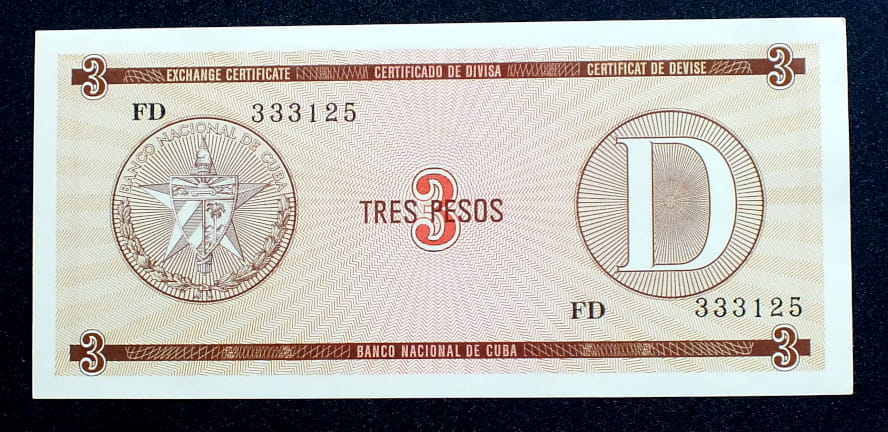 3 EXCHANGE CERTIFICATE CERTIFICADO DE DIVISA CERTIFICAT DE DEVISE 3
FD 333125
BANCO NACIONAL DE CUBA
3
TRES PESOS
D
FD 333125
3 BANCO NACIONAL DE CUBA 3